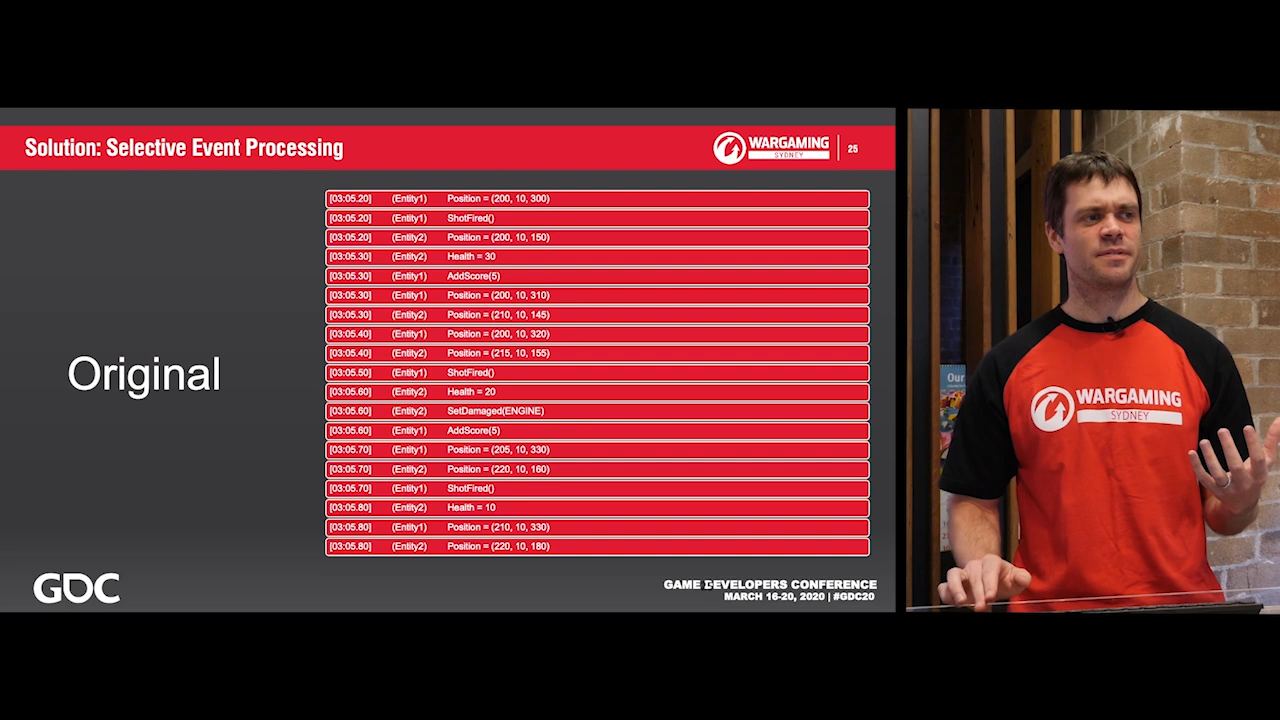 Solution: Selective Event Processing
WARGAMING
SYDNEY
25
[03:05.20] (Entity1) Position = (200, 10, 300)
[03:05.20] (Entity1) ShotFired()
[03:05.20] (Entity2) Position = (200, 10, 150)
[03:05.30] (Entity2) Health = 30
[03:05.30] (Entity1) AddScore(5)
[03:05.30] (Entity1) Position = (200, 10, 310)
[03:05.30] (Entity2) Position = (210, 10, 145)
[03:05.40] (Entity1) Position = (200, 10, 320)
[03:05.40] (Entity2) Position = (215, 10, 155)
[03:05.50] (Entity1) ShotFired()
[03:05.60] (Entity2) Health = 20
[03:05.60] (Entity2) SetDamaged(ENGINE)
[03:05.60] (Entity1) AddScore(5)
[03:05.70] (Entity1) Position = (205, 10, 330)
[03:05.70] (Entity2) Position = (220, 10, 160)
[03:05.70] (Entity1) ShotFired()
[03:05.80] (Entity2) Health = 10
[03:05.80] (Entity1) Position = (210, 10, 330)
[03:05.80] (Entity2) Position = (220, 10, 180)
Original
GDC
GAME DEVELOPERS CONFERENCE
MARCH 16-20, 2020 | #GDC20
Our
WARGAMING
SYDNEY